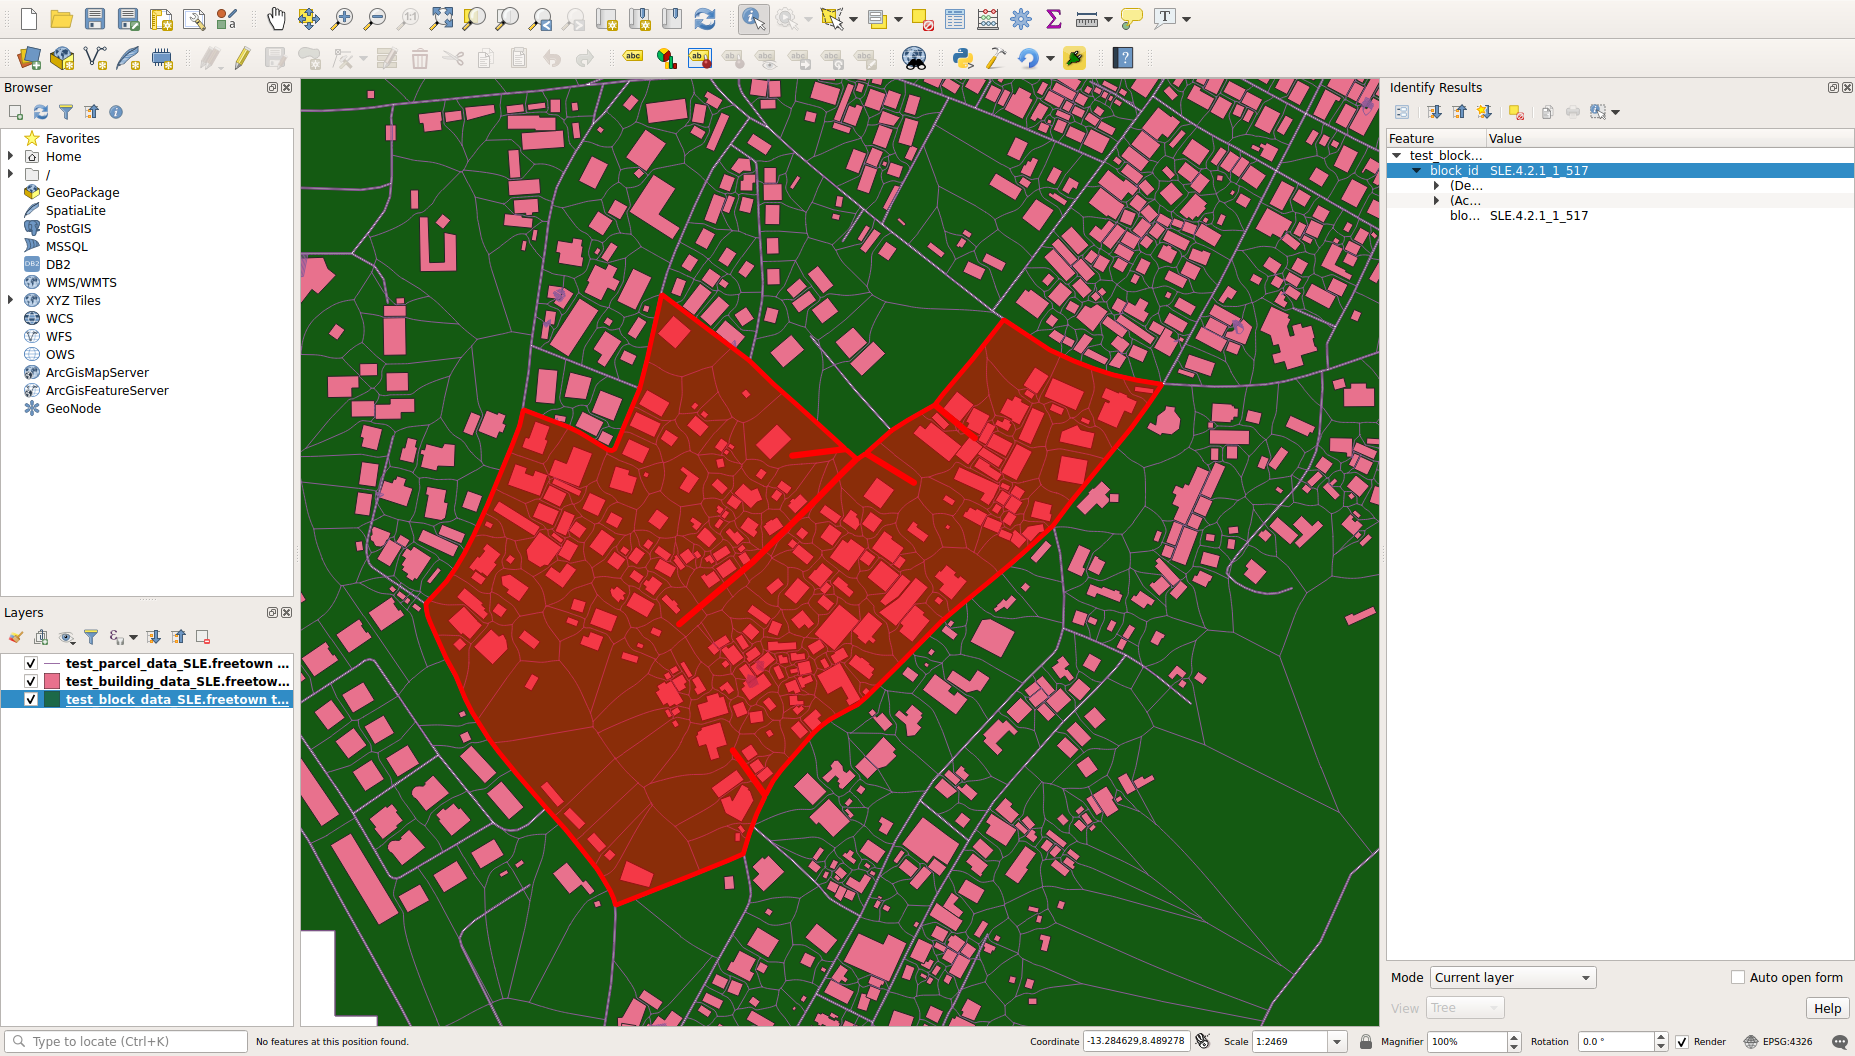 Browser
Favorites
Home
/
GeoPackage
SpatiaLite
PostGIS
MSSQL
DB2
WMS/WMTS
XYZ Tiles
WCS
WFS
OWS
ArcGisMapServer
ArcGisFeatureServer
GeoNode
Layers
test_parcel_data_SLE.freetown ...
test_building_data_SLE.freetow...
test_block_data_SLE.freetown t...
Identify Results
Feature Value
test_block...
block_id SLE.4.2.1_1_517
(De...
(Ac...
blo... SLE.4.2.1_1_517
Mode Current layer Auto open form
View Tree Help
Type to locate (Ctrl+K) No features at this position found. Coordinate -13.284629,8.489278 Scale 1:2469 Magnifier 100% Rotation 0.0 ° Render EPSG:4326